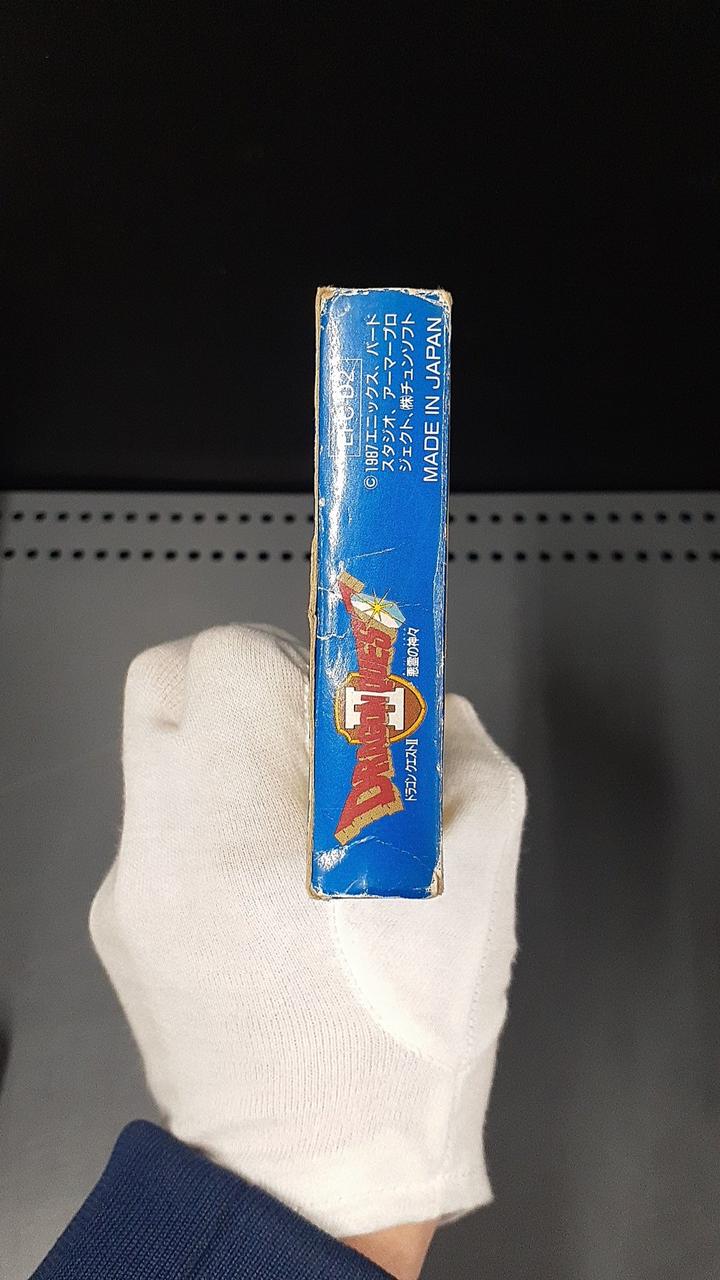 DRAGON QUEST
II
ドラゴンクエストII 悪霊の神々
EFC-D2
©1987エニックス、バード
スタジオ、アーマープロ
ジェクト、㈱チュンソフト
MADE IN JAPAN